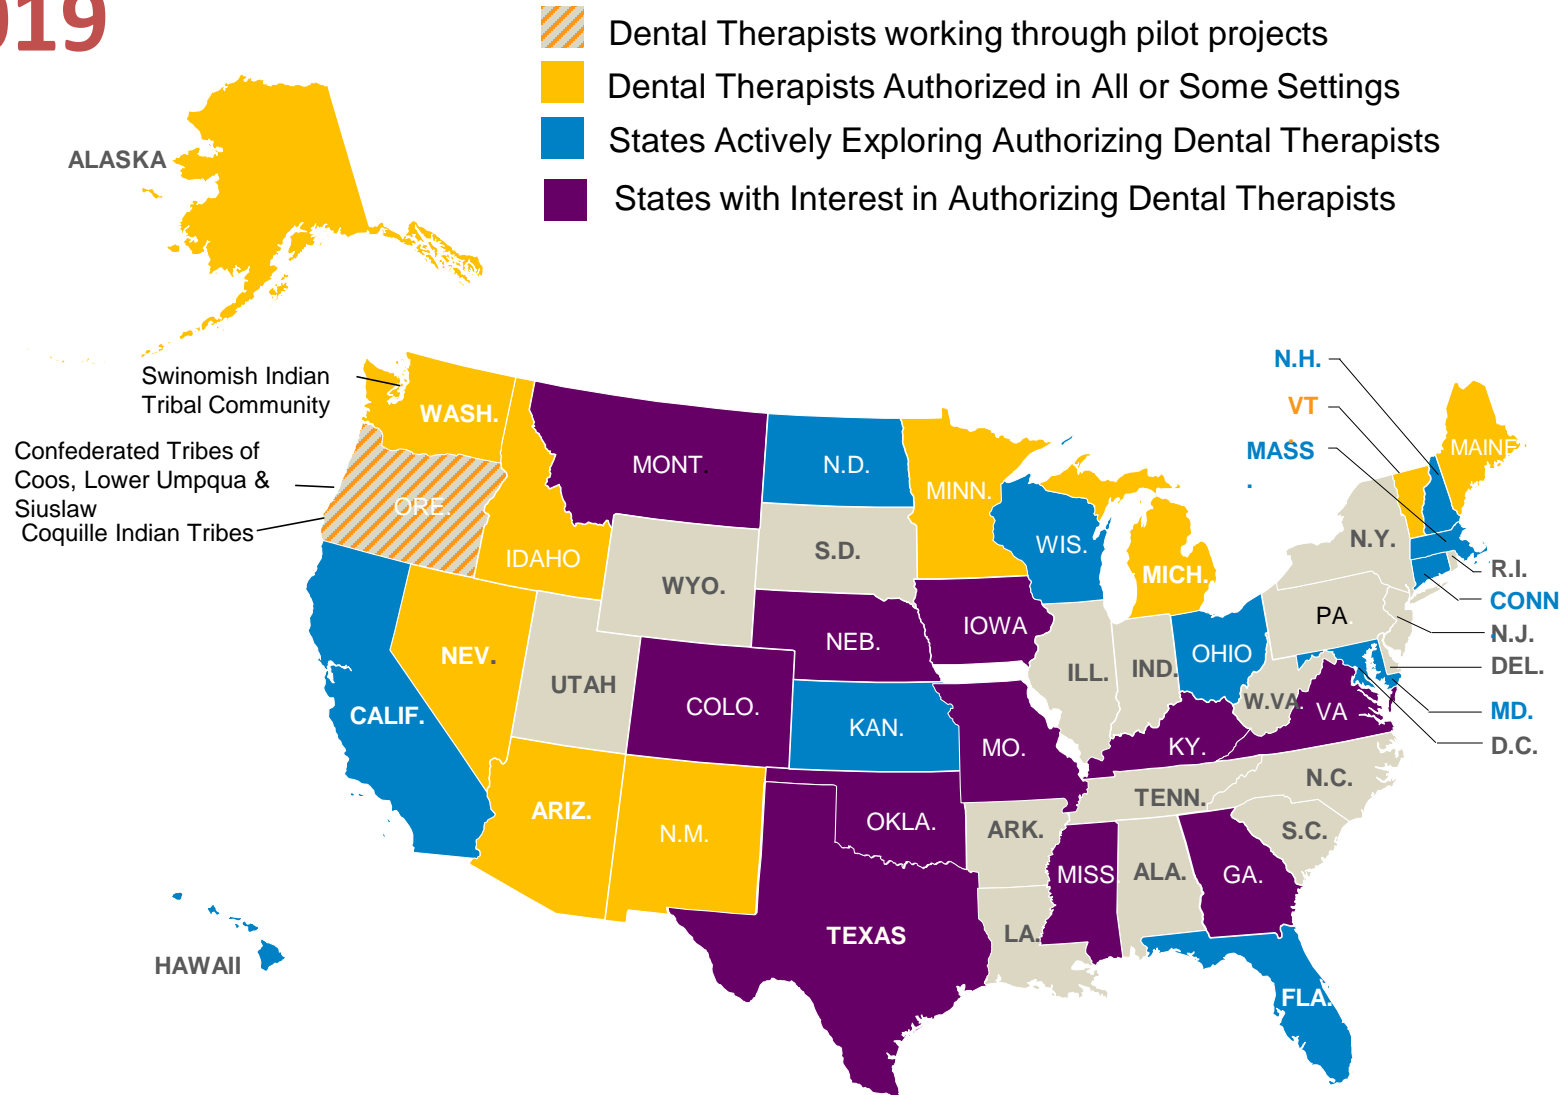 019
Dental Therapists working through pilot projects
Dental Therapists Authorized in All or Some Settings
States Actively Exploring Authorizing Dental Therapists
States with Interest in Authorizing Dental Therapists
ALASKA
Swinomish Indian
Tribal Community
Confederated Tribes of
Coos, Lower Umpqua &
Siuslaw
Coquille Indian Tribes
WASH.
ORE.
IDAHO
MONT.
N.D.
MINN.
WIS.
MICH.
N.H.
VT
MASS
.
MAINE
N.Y.
R.I.
CONN
.
N.J.
DEL.
MD.
D.C.
PA.
S.D.
WYO.
NEB.
IOWA
ILL.
IND.
OHIO
W.VA.
VA
NEV.
UTAH
COLO.
KAN.
MO.
KY.
CALIF.
ARIZ.
N.M.
OKLA.
ARK.
TENN.
N.C.
S.C.
TEXAS
LA.
MISS.
ALA.
GA.
FLA.
HAWAII